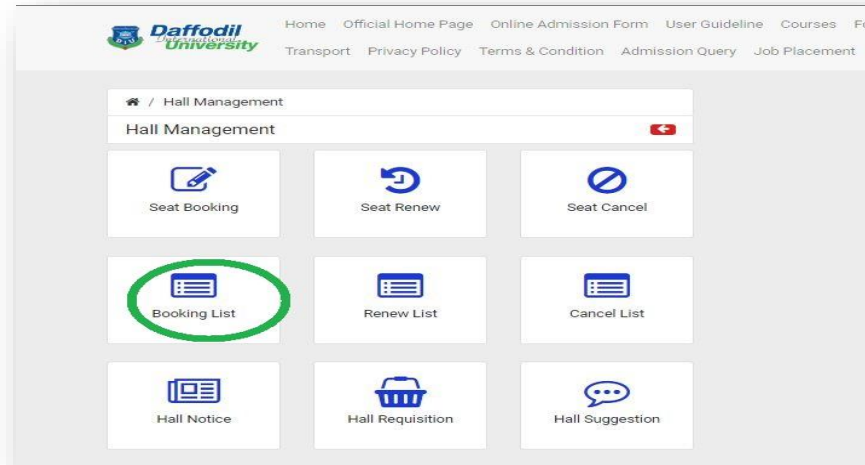 Daffodil
International
University
Home Official Home Page Online Admission Form User Guideline Courses
Transport Privacy Policy Terms & Condition Admission Query Job Placement
/ Hall Management
Hall Management
Seat Booking Seat Renew Seat Cancel
Booking List Renew List Cancel List
Hall Notice Hall Requisition Hall Suggestion